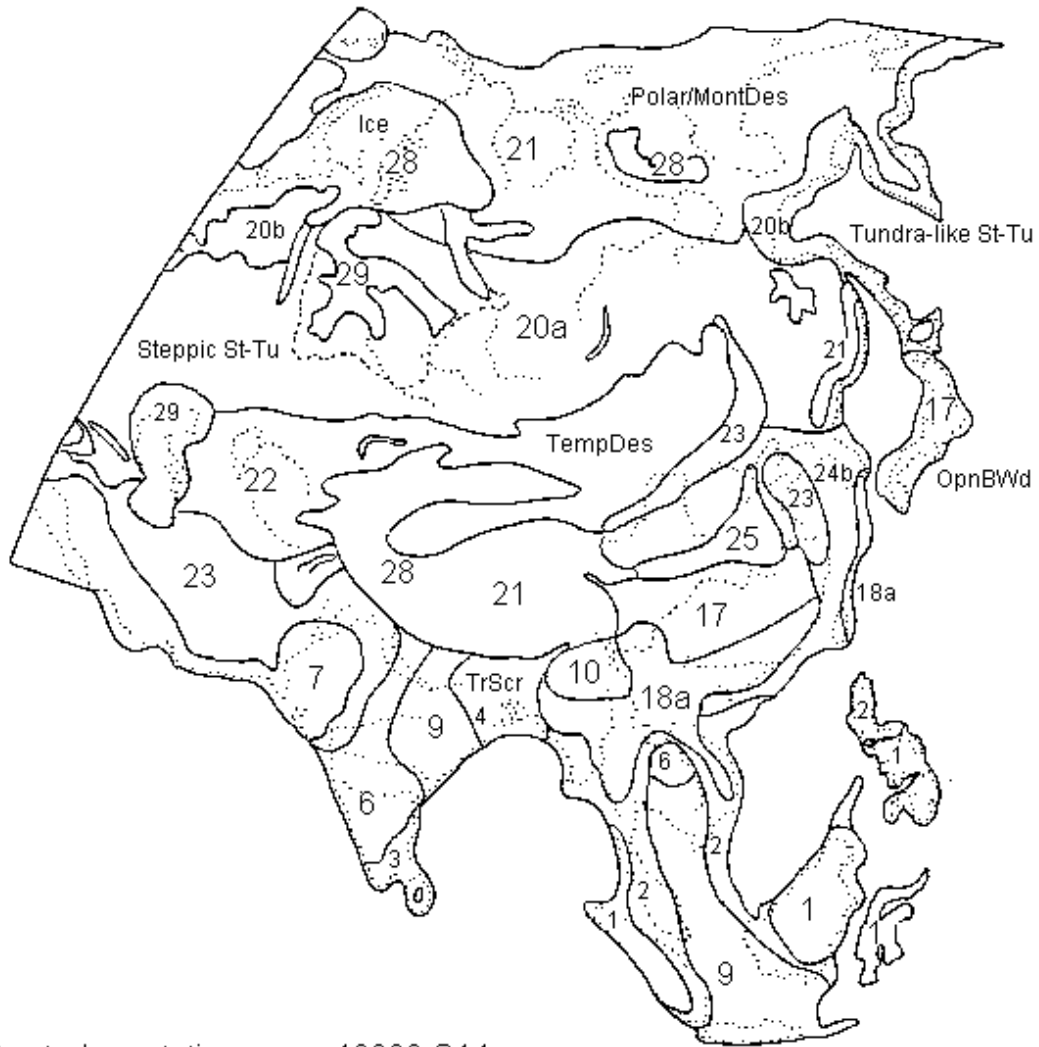 Polar/MontDes
Ice
28
21
28
20b
20b
Tundra-like St-Tu
29
20a
Steppic St-Tu
21
29
17
23
TempDes
22
24b
23
OpnBWd
25
28
23
21
18a
17
7
10
TrScr
4
18a
9
2
1
6
6
3
2
2
1
1
1
9